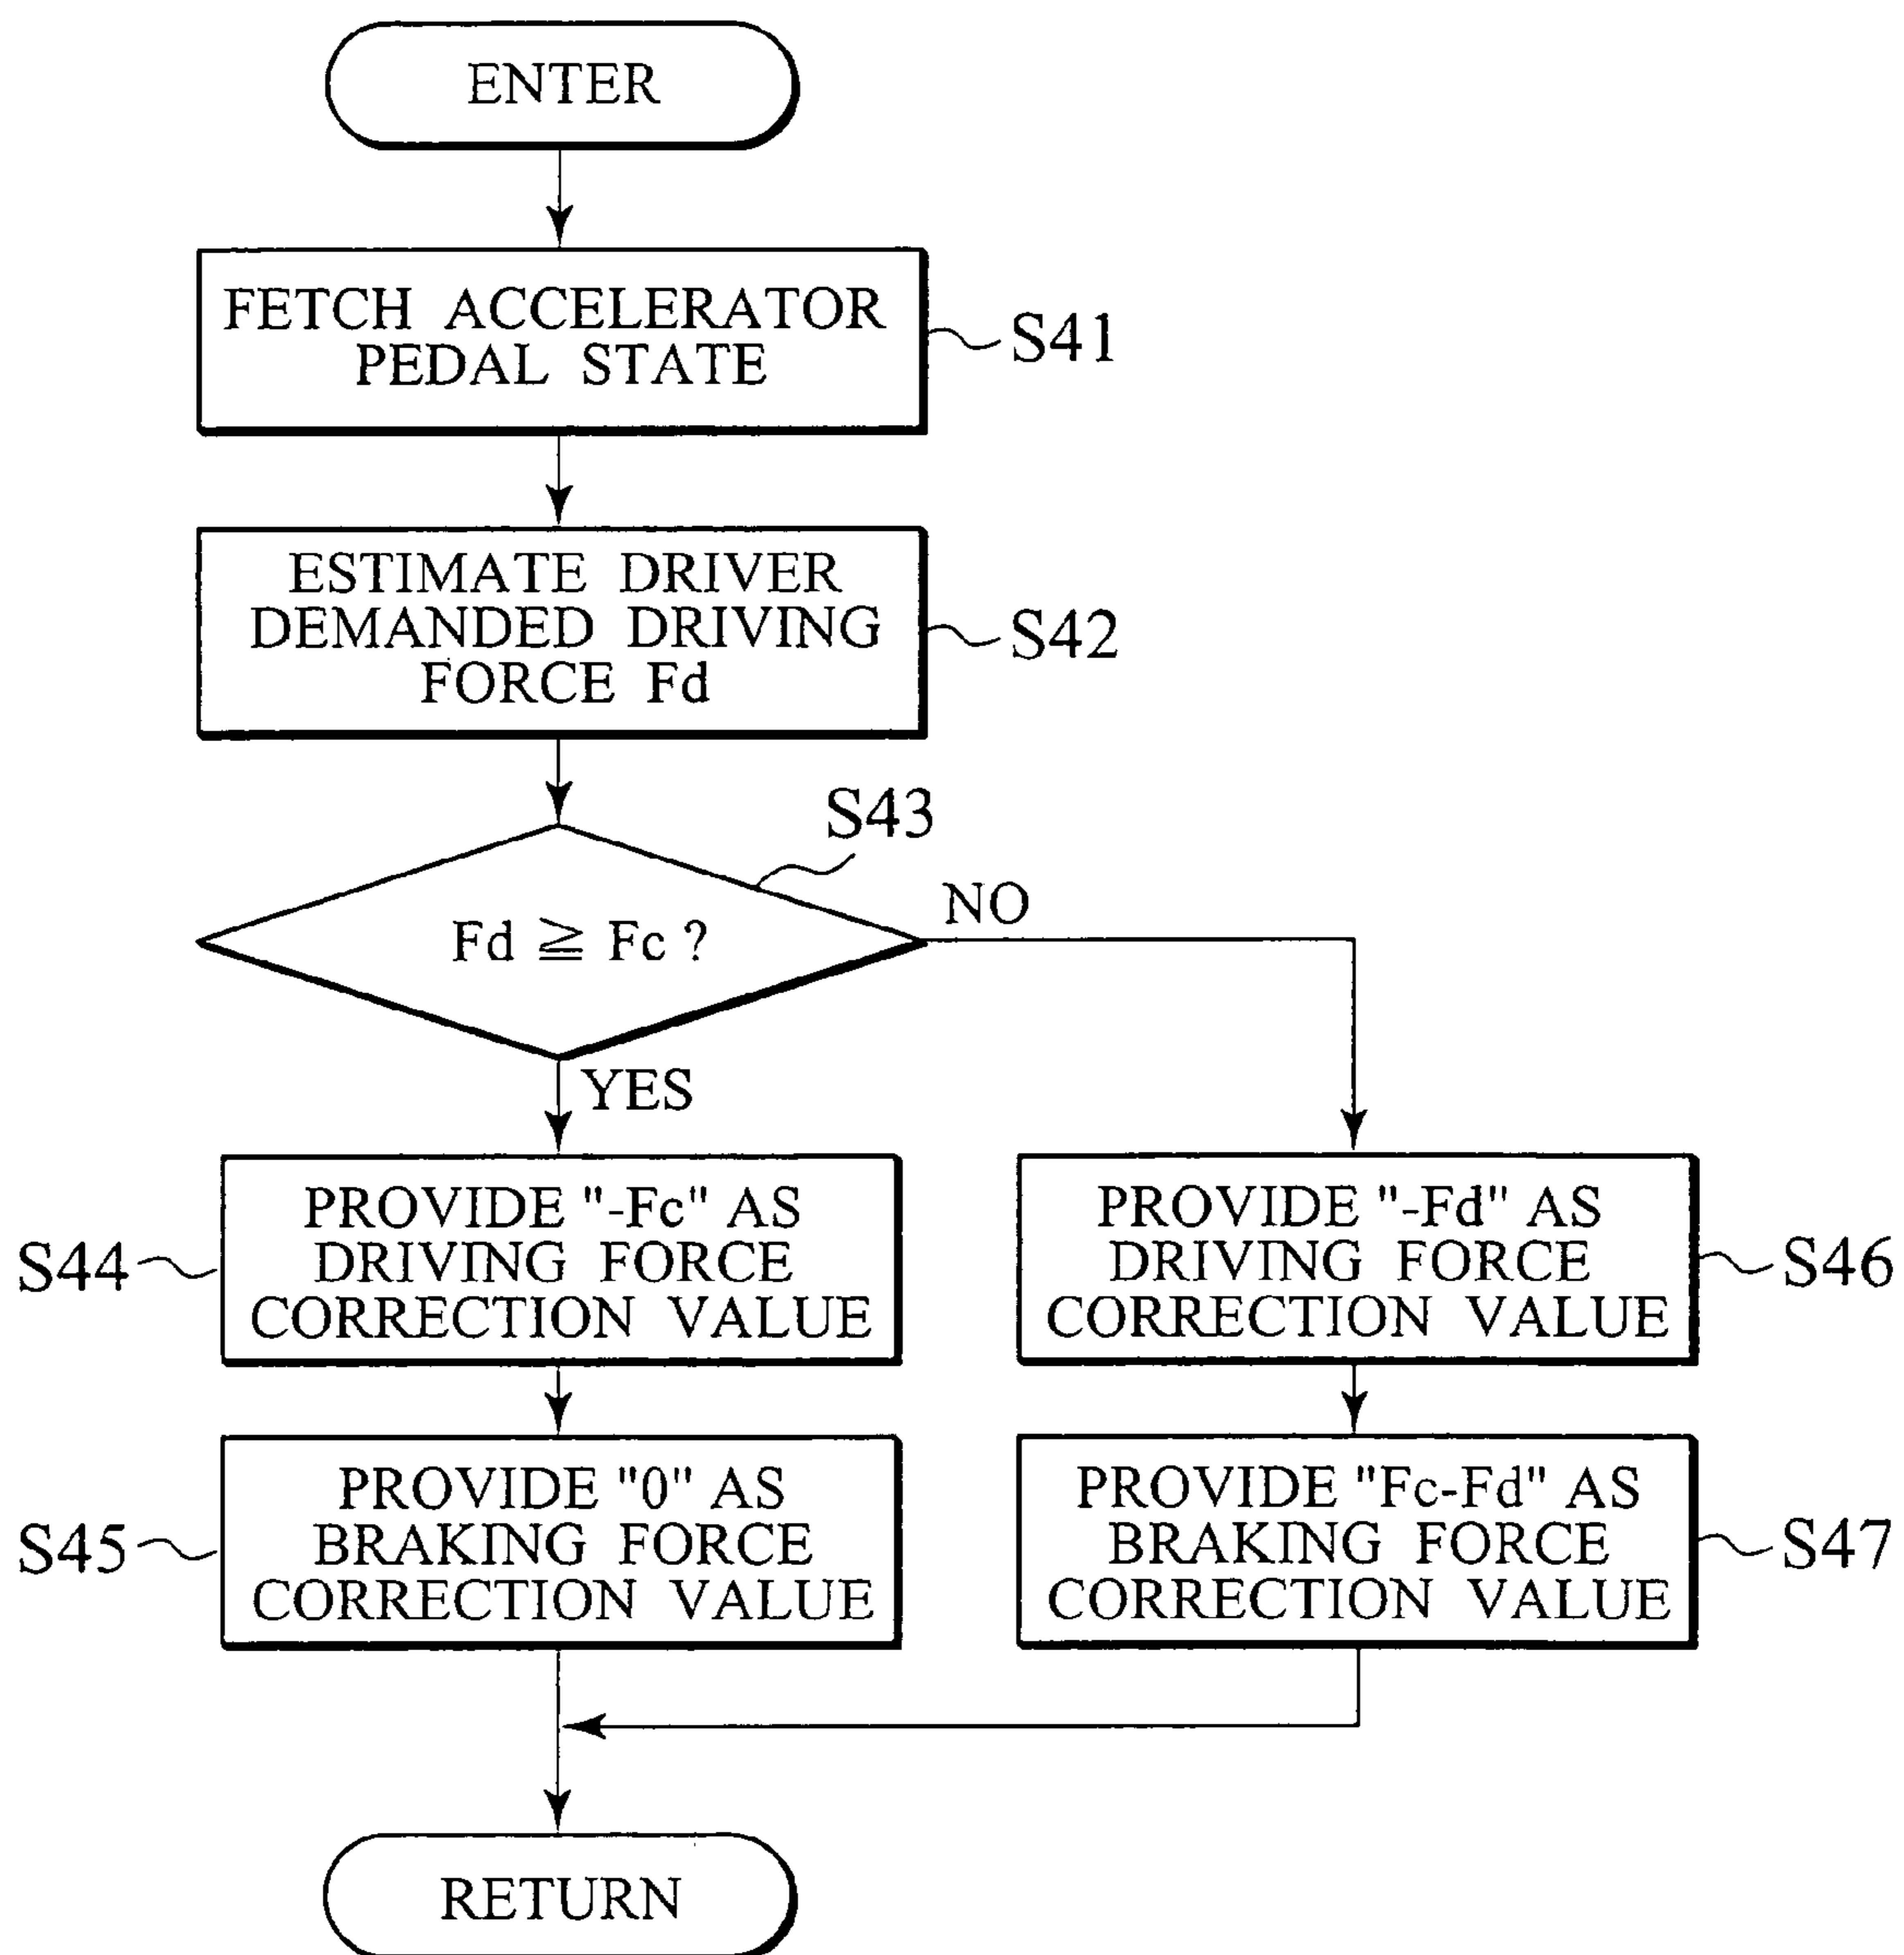 ENTER
FETCH ACCELERATOR
PEDAL STATE
S41
ESTIMATE DRIVER
DEMANDED DRIVING
FORCE Fd
S42
S43
Fd ≧ Fc ?
NO
YES
PROVIDE "-Fc" AS
DRIVING FORCE
CORRECTION VALUE
S44
PROVIDE "-Fd" AS
DRIVING FORCE
CORRECTION VALUE
S46
PROVIDE "0" AS
BRAKING FORCE
CORRECTION VALUE
S45
PROVIDE "Fc-Fd" AS
BRAKING FORCE
CORRECTION VALUE
S47
RETURN